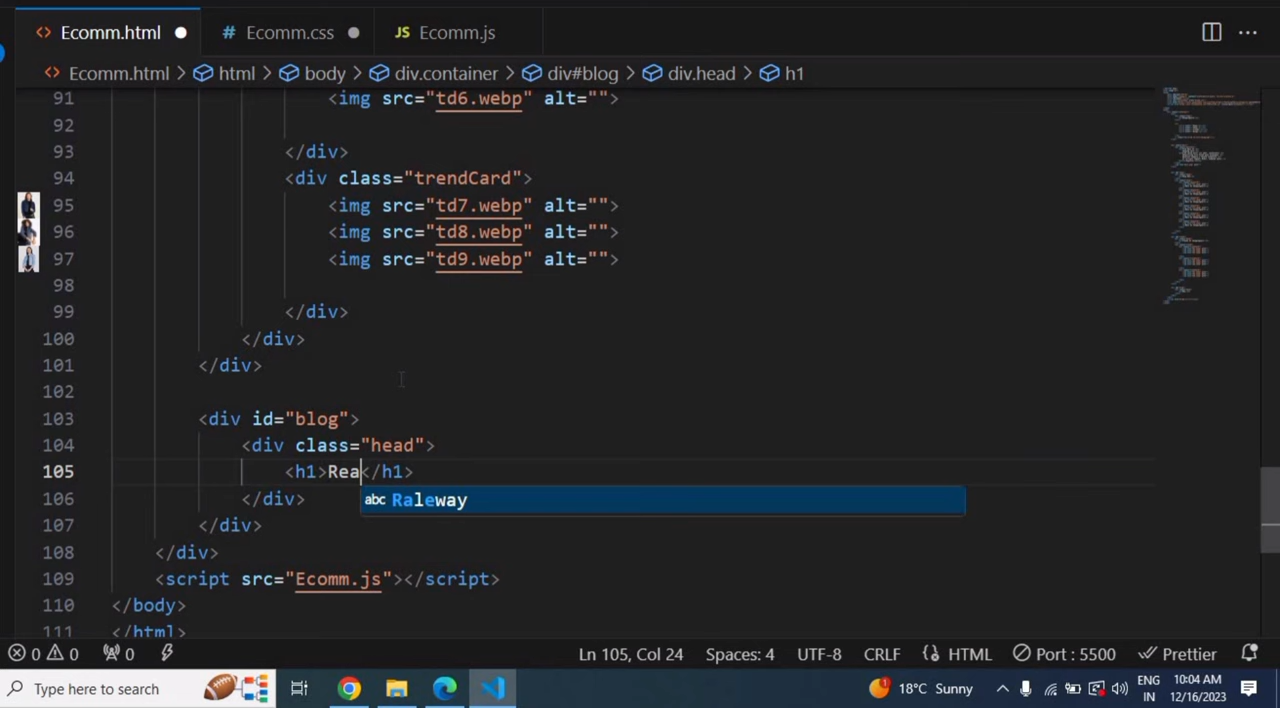 Ecomm.html
# Ecomm.css
JS Ecomm.js
Ecomm.html > html > body > div.container > div#blog > div.head > h1
91 <img src="td6.webp" alt="">
92
93 </div>
94 <div class="trendCard">
95 <img src="td7.webp" alt="">
96 <img src="td8.webp" alt="">
97 <img src="td9.webp" alt="">
98
99 </div>
100 </div>
101 </div>
102
103 <div id="blog">
104 <div class="head">
105 <h1>Rea</h1>
abc Raleway
106 </div>
107 </div>
108 </div>
109 <script src="Ecomm.js"></script>
110 </body>
111 </html>
0 0 0 Ln 105, Col 24 Spaces: 4 UTF-8 CRLF HTML Port : 5500 Prettier
Type here to search
18°C Sunny
ENG
IN
10:04 AM
12/16/2023